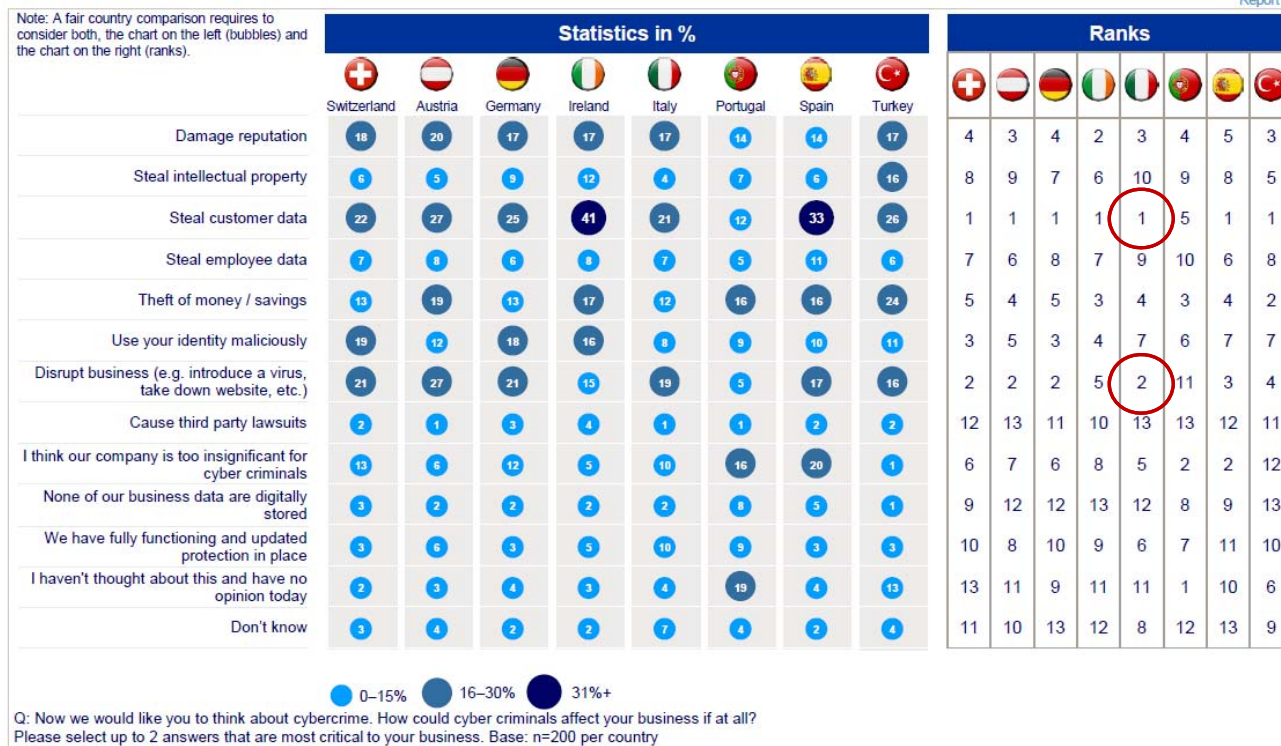 Report
Note: A fair country comparison requires to
consider both, the chart on the left (bubbles) and
the chart on the right (ranks).
Statistics in %
Ranks
Switzerland Austria Germany Ireland Italy Portugal Spain Turkey
Damage reputation 18 20 17 17 17 14 14 17 4 3 4 2 3 4 5 3
Steal intellectual property 6 5 9 12 4 7 6 16 8 9 7 6 10 9 8 5
Steal customer data 22 27 25 41 21 12 33 26 1 1 1 1 1 5 1 1
Steal employee data 7 8 6 8 7 5 11 6 7 6 8 7 9 10 6 8
Theft of money / savings 13 19 13 17 12 16 16 24 5 4 5 3 4 3 4 2
Use your identity maliciously 19 12 18 16 8 9 10 11 3 5 3 4 7 6 7 7
Disrupt business (e.g. introduce a virus,
take down website, etc.) 21 27 21 15 19 5 17 16 2 2 2 5 2 11 3 4
Cause third party lawsuits 2 1 3 4 1 1 2 2 12 13 11 10 13 13 12 11
I think our company is too insignificant for
cyber criminals 13 6 12 5 10 16 20 1 6 7 6 8 5 2 2 12
None of our business data are digitally
stored 3 2 2 2 2 8 5 1 9 12 12 13 12 8 9 13
We have fully functioning and updated
protection in place 3 6 3 5 10 9 3 3 10 8 10 9 6 7 11 10
I haven't thought about this and have no
opinion today 2 3 4 3 4 19 4 13 13 11 9 11 11 1 10 6
Don't know 3 4 2 2 7 4 2 4 11 10 13 12 8 12 13 9
0–15% 16–30% 31%+
Q: Now we would like you to think about cybercrime. How could cyber criminals affect your business if at all?
Please select up to 2 answers that are most critical to your business. Base: n=200 per country